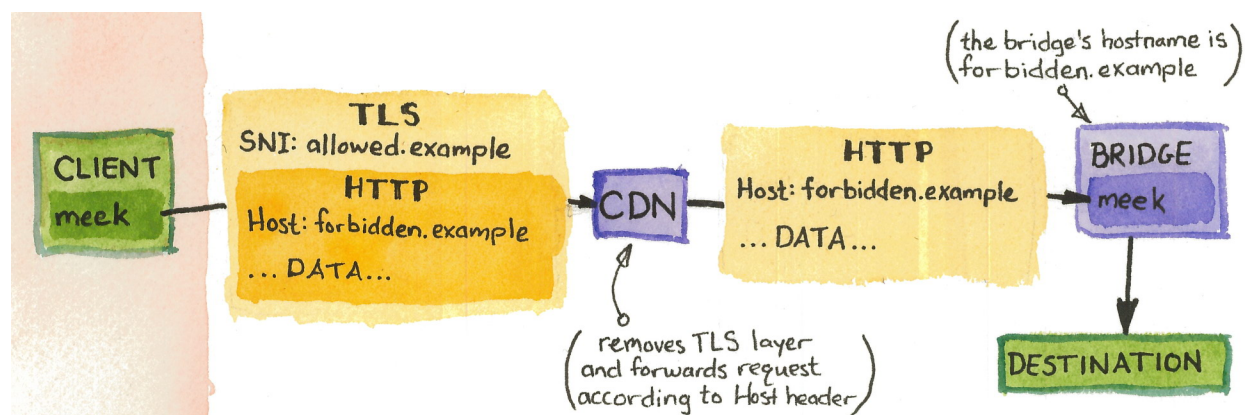 CLIENT
meek
TLS
SNI: allowed.example
HTTP
Host: forbidden.example
...DATA...
CDN
(removes TLS layer
and forwards request
according to Host header)
HTTP
Host: forbidden.example
...DATA...
(the bridge's hostname is
forbidden.example)
BRIDGE
meek
DESTINATION